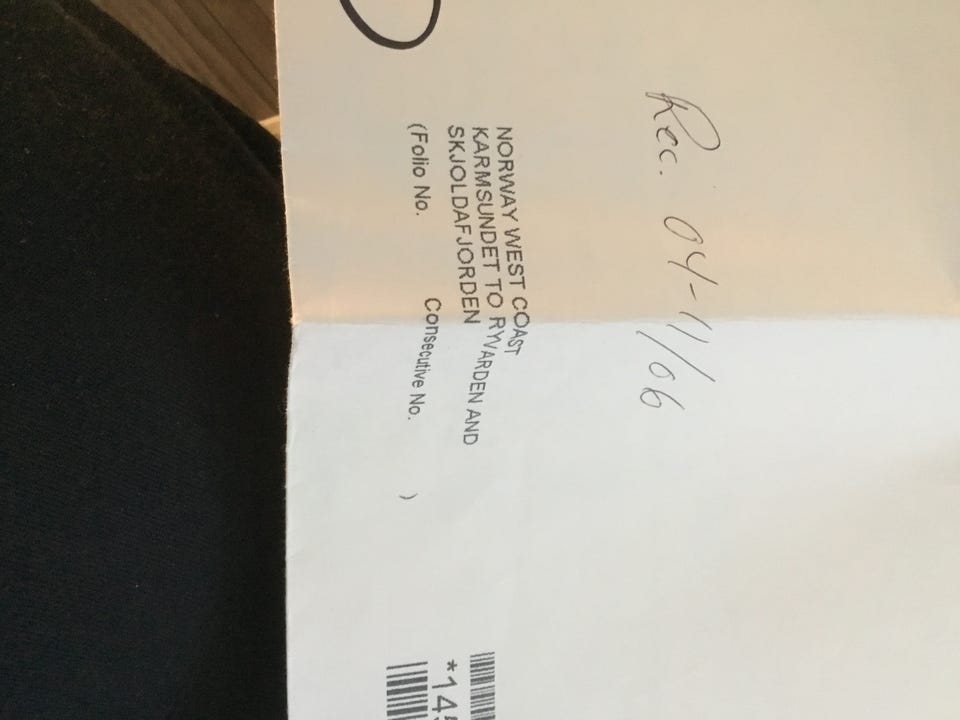 Rec. 04-11/06
NORWAY WEST COAST
KARMSUNDET TO RYVARDEN AND
SKJOLDAFJORDEN
(Folio No. Consecutive No. )